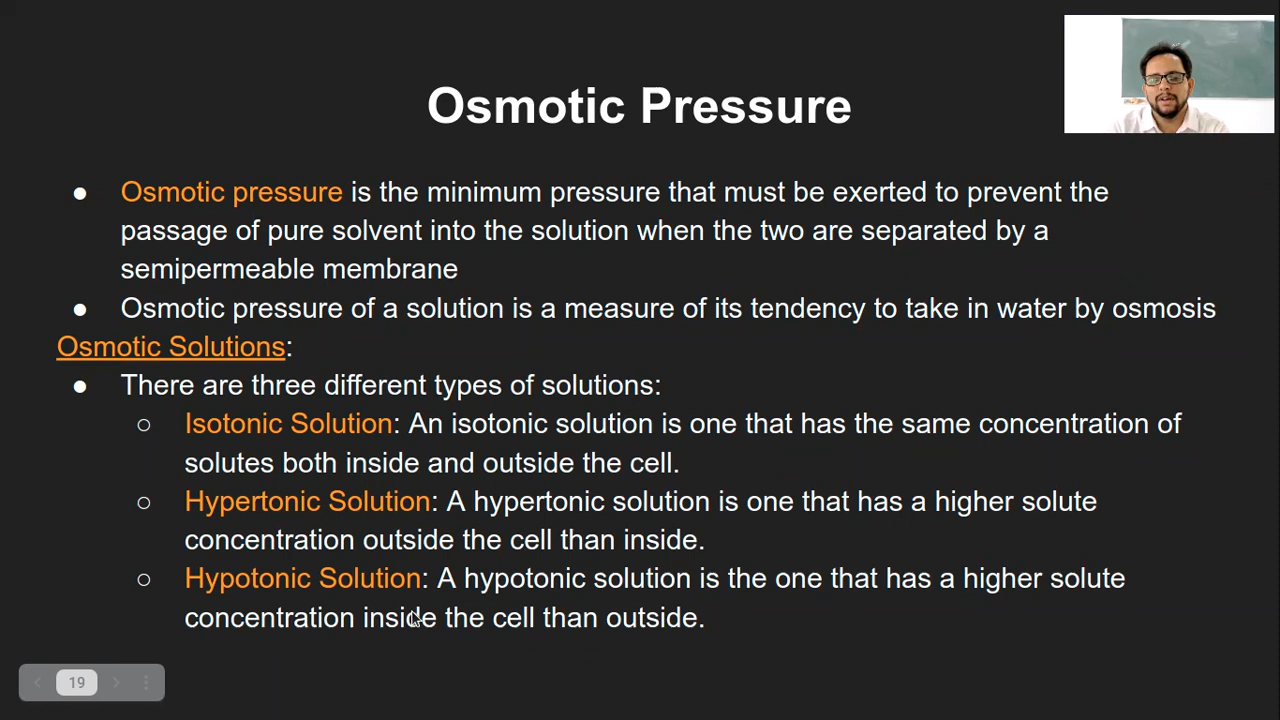 Osmotic Pressure
● Osmotic pressure is the minimum pressure that must be exerted to prevent the
passage of pure solvent into the solution when the two are separated by a
semipermeable membrane
● Osmotic pressure of a solution is a measure of its tendency to take in water by osmosis
Osmotic Solutions:
● There are three different types of solutions:
○ Isotonic Solution: An isotonic solution is one that has the same concentration of
solutes both inside and outside the cell.
○ Hypertonic Solution: A hypertonic solution is one that has a higher solute
concentration outside the cell than inside.
○ Hypotonic Solution: A hypotonic solution is the one that has a higher solute
concentration inside the cell than outside.
19